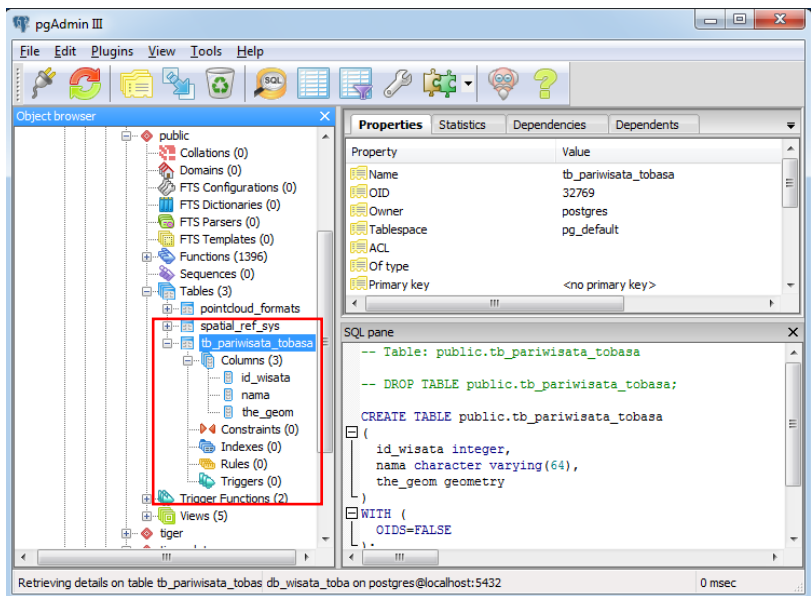 pgAdmin III
File Edit Plugins View Tools Help
SQL
Object browser
public
Collations (0)
Domains (0)
FTS Configurations (0)
FTS Dictionaries (0)
FTS Parsers (0)
FTS Templates (0)
Functions (1396)
Sequences (0)
Tables (3)
pointcloud_formats
spatial_ref_sys
tb_pariwisata_tobasa
Columns (3)
id_wisata
nama
the_geom
Constraints (0)
Indexes (0)
Rules (0)
Triggers (0)
Trigger Functions (2)
Views (5)
tiger
Properties Statistics Dependencies Dependents
Property Value
Name tb_pariwisata_tobasa
OID 32769
Owner postgres
Tablespace pg_default
ACL
Of type
Primary key <no primary key>
SQL pane
-- Table: public.tb_pariwisata_tobasa
-- DROP TABLE public.tb_pariwisata_tobasa;
CREATE TABLE public.tb_pariwisata_tobasa
(
id_wisata integer,
nama character varying(64),
the_geom geometry
)
WITH (
OIDS=FALSE
);
Retrieving details on table tb_pariwisata_tobas db_wisata_toba on postgres@localhost:5432 0 msec